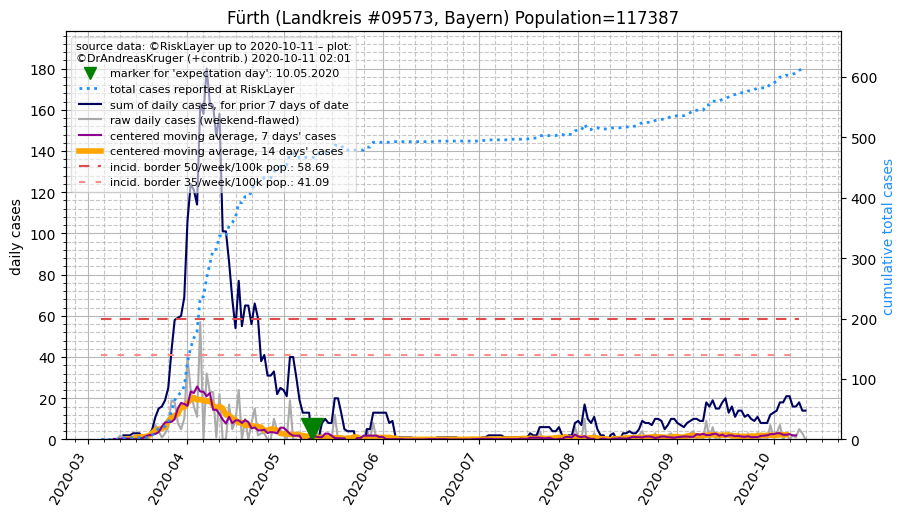 Fürth (Landkreis #09573, Bayern) Population=117387
source data: ©RiskLayer up to 2020-10-11 – plot:
©DrAndreasKruger (+contrib.) 2020-10-11 02:01
marker for 'expectation day': 10.05.2020
total cases reported at RiskLayer
sum of daily cases, for prior 7 days of date
raw daily cases (weekend-flawed)
centered moving average, 7 days' cases
centered moving average, 14 days' cases
incid. border 50/week/100k pop.: 58.69
incid. border 35/week/100k pop.: 41.09
daily cases
180
160
140
120
100
80
60
40
20
0
cumulative total cases
600
500
400
300
200
100
0
2020-03
2020-04
2020-05
2020-06
2020-07
2020-08
2020-09
2020-10